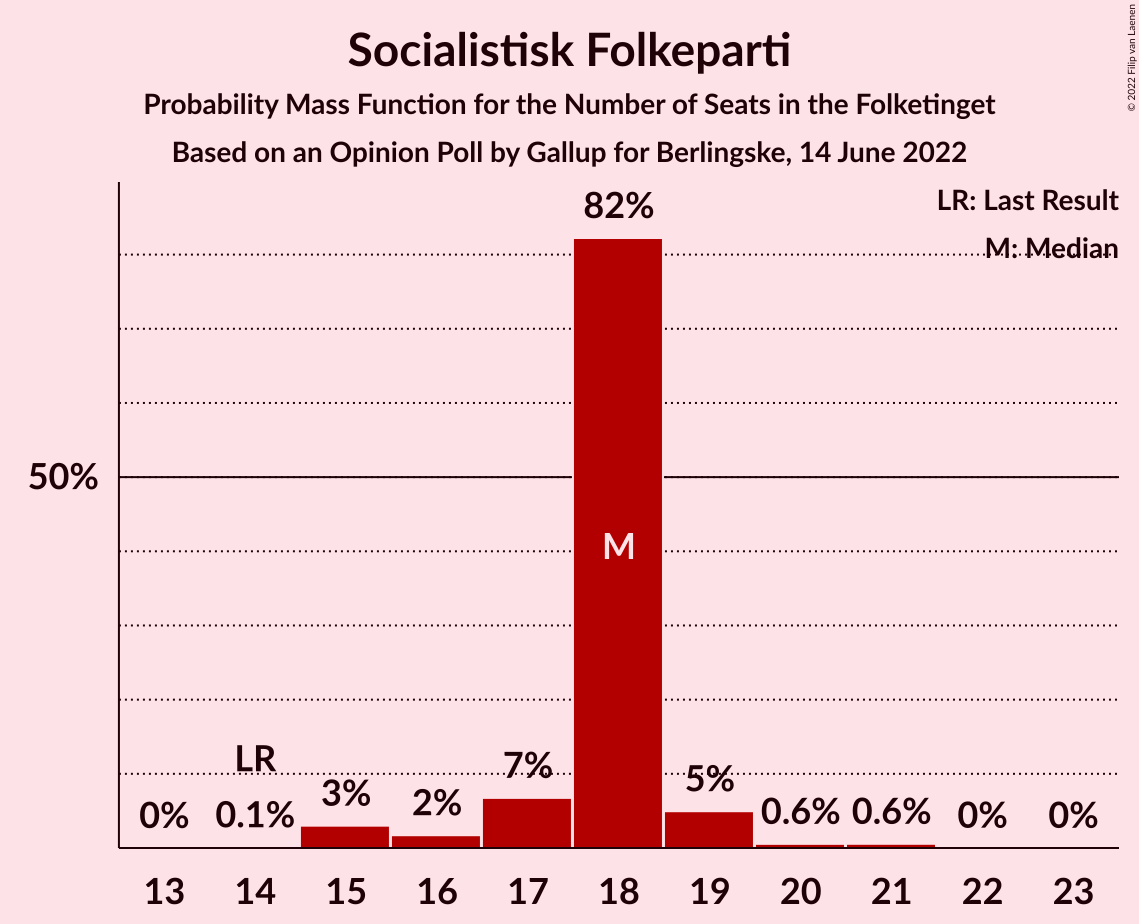 Socialistisk Folkeparti
Probability Mass Function for the Number of Seats in the Folketinget
Based on an Opinion Poll by Gallup for Berlingske, 14 June 2022
© 2022 Filip van Laenen
LR: Last Result
M: Median
82%
50%
M
LR
0%
0.1%
3%
2%
7%
5%
0.6%
0.6%
0%
0%
13 14 15 16 17 18 19 20 21 22 23